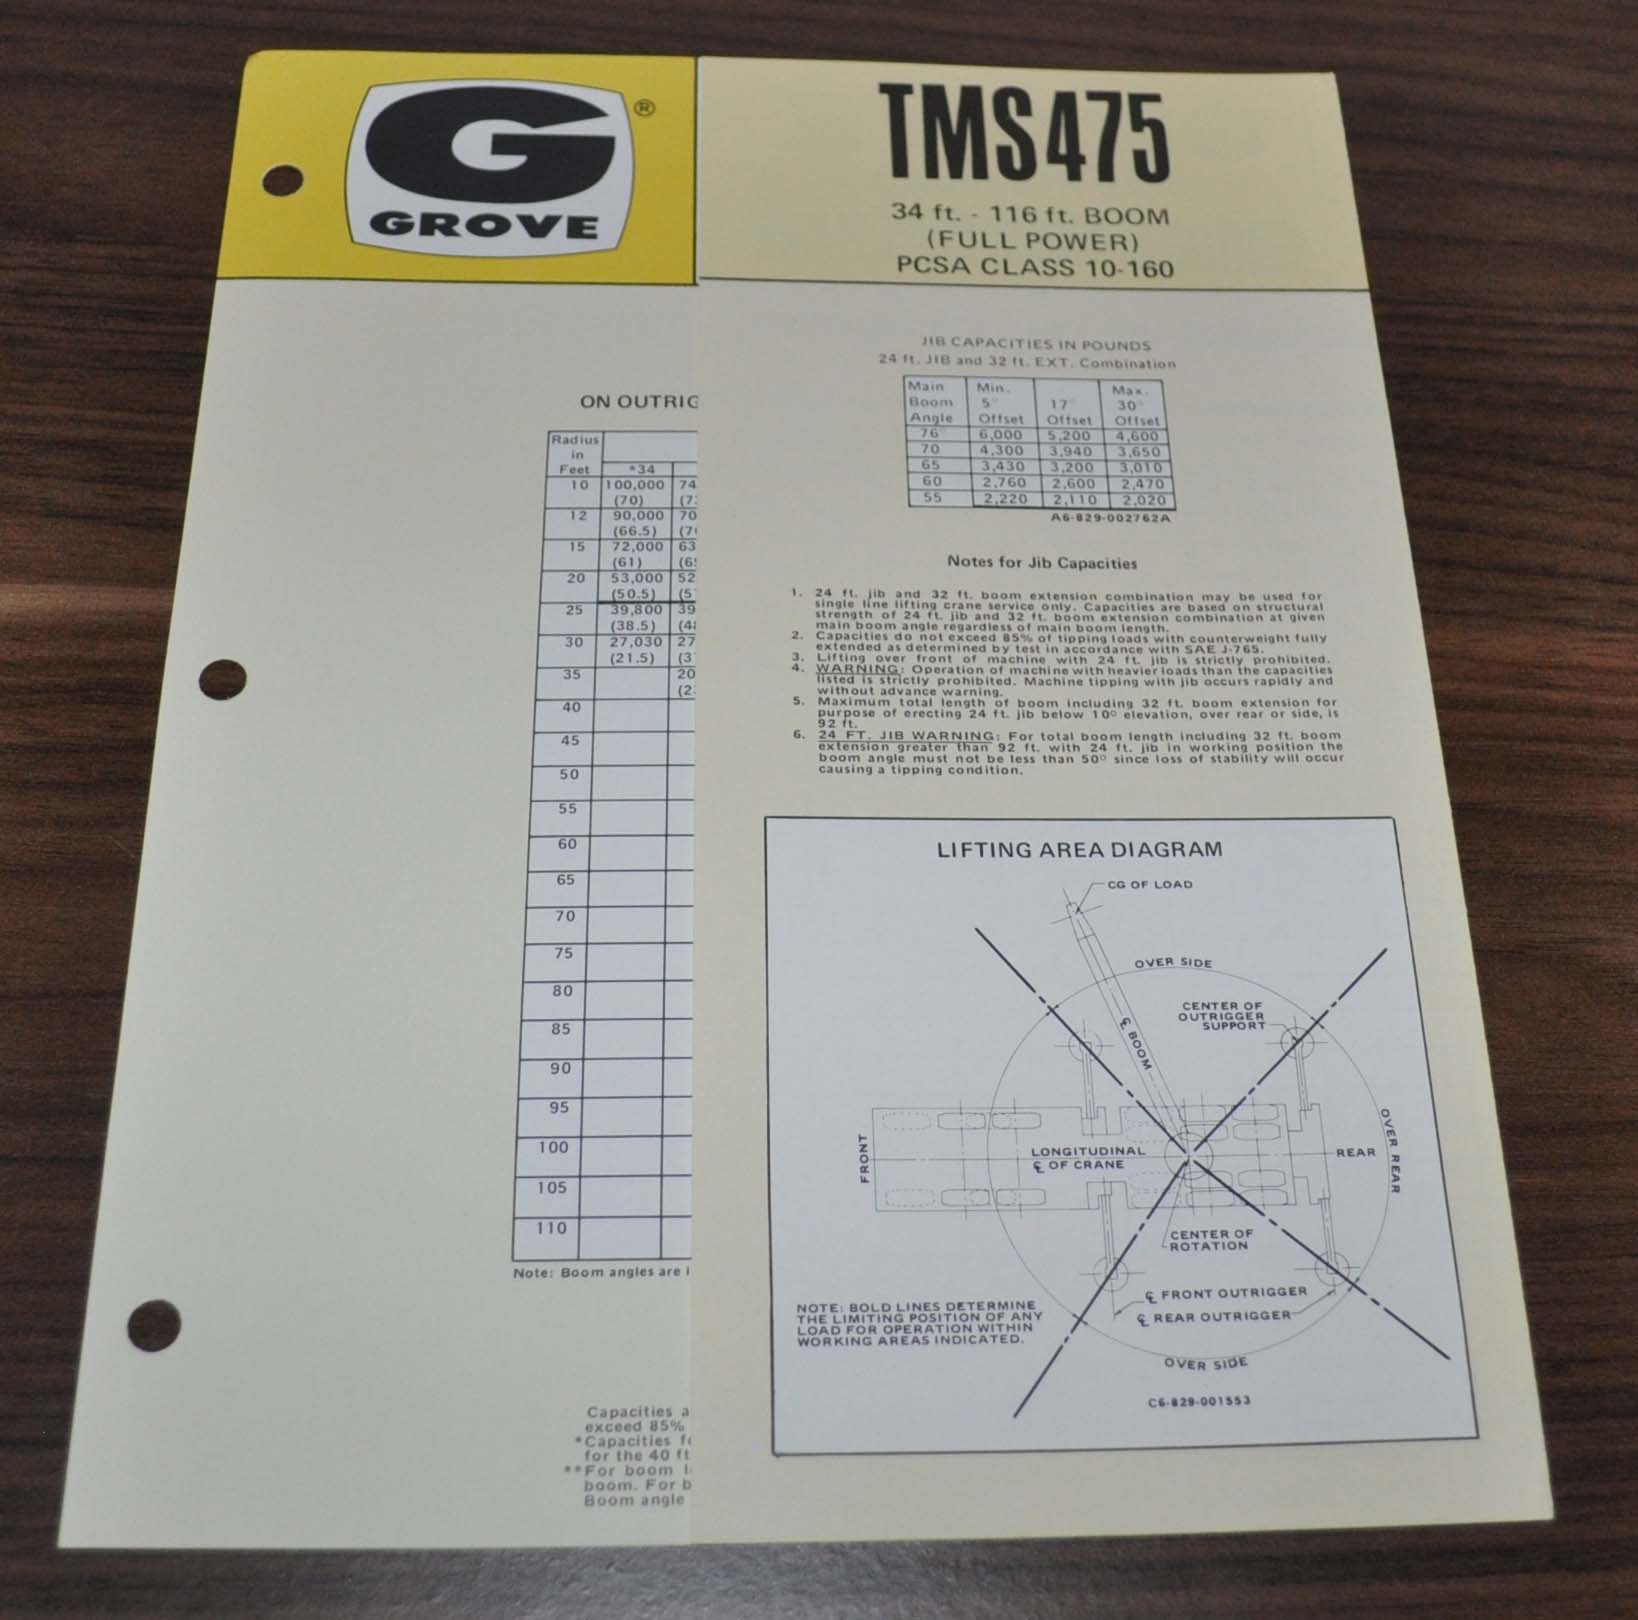 GROVE
®
TMS475
34 ft. - 116 ft. BOOM
(FULL POWER)
PCSA CLASS 10-160
ON OUTRIG
Radius
in
Feet
*34
10 100,000 74
(70)
12 90,000 70
(66.5)
15 72,000 63
(61)
20 53,000 52
(50.5)
25 39,800 39
(38.5)
30 27,030 27
(21.5)
35 20
40
45
50
55
60
65
70
75
80
85
90
95
100
105
110
Note: Boom angles are i
Capacities a
exceed 85%
*Capacities f
for the 40 ft
**For boom l
boom. For b
Boom angle
JIB CAPACITIES IN POUNDS
24 ft. JIB and 32 ft. EXT. Combination
Main Min. Max.
Boom 5° 17° 30°
Angle Offset Offset Offset
76° 6,000 5,200 4,600
70 4,300 3,940 3,650
65 3,430 3,200 3,010
60 2,760 2,600 2,470
55 2,220 2,110 2,020
A6-829-002762A
Notes for Jib Capacities
1. 24 ft. jib and 32 ft. boom extension combination may be used for
single line lifting crane service only. Capacities are based on structural
strength of 24 ft. jib and 32 ft. boom extension combination at given
main boom angle regardless of main boom length.
2. Capacities do not exceed 85% of tipping loads with counterweight fully
extended as determined by test in accordance with SAE J-765.
3. Lifting over front of machine with 24 ft. jib is strictly prohibited.
4. WARNING: Operation of machine with heavier loads than the capacities
listed is strictly prohibited. Machine tipping with jib occurs rapidly and
without advance warning.
5. Maximum total length of boom including 32 ft. boom extension for
purpose of erecting 24 ft. jib below 10° elevation, over rear or side, is
92 ft.
6. 24 FT. JIB WARNING: For total boom length including 32 ft. boom
extension greater than 92 ft. with 24 ft. jib in working position the
boom angle must not be less than 50° since loss of stability will occur
causing a tipping condition.
LIFTING AREA DIAGRAM
CG OF LOAD
OVER SIDE
CENTER OF
OUTRIGGER
SUPPORT
℄ BOOM
FRONT
LONGITUDINAL
℄ OF CRANE
REAR
OVER REAR
CENTER OF
ROTATION
℄ FRONT OUTRIGGER
℄ REAR OUTRIGGER
NOTE: BOLD LINES DETERMINE
THE LIMITING POSITION OF ANY
LOAD FOR OPERATION WITHIN
WORKING AREAS INDICATED.
OVER SIDE
C6-829-001553